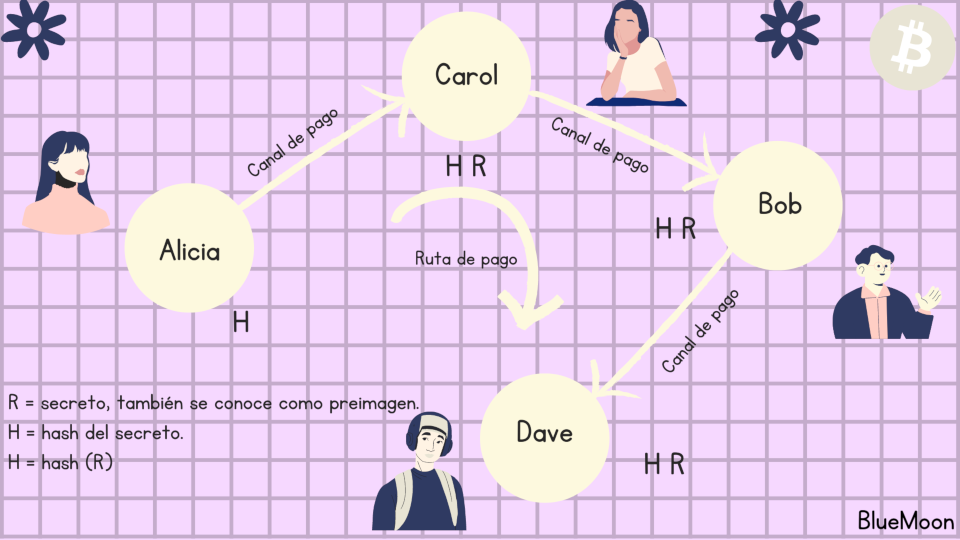 Carol
Canal de pago
Canal de pago
H R
Alicia
Bob
H R
Ruta de pago
H
Canal de pago
R = secreto, también se conoce como preimagen.
H = hash del secreto.
H = hash (R)
Dave
H R
BlueMoon